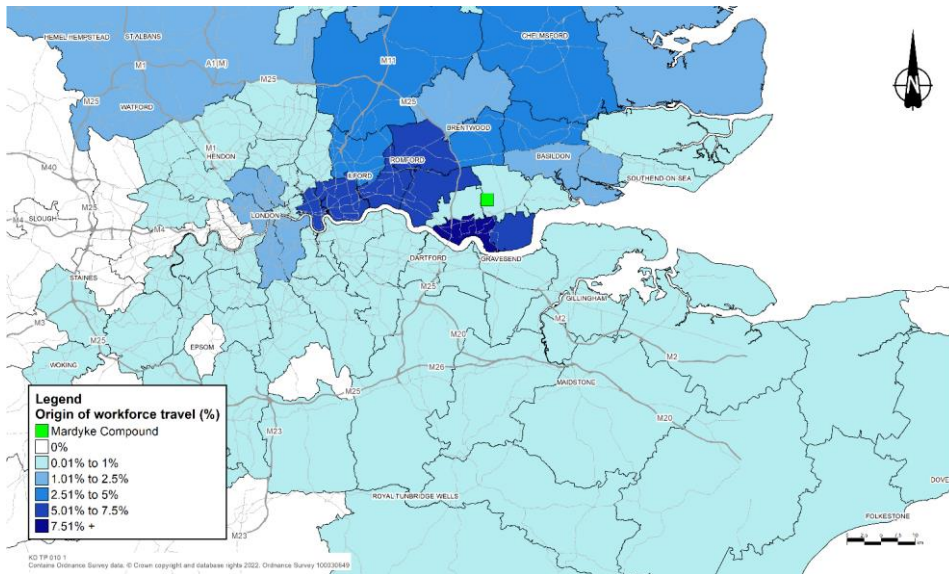 HEMEL HEMPSTEAD
ST.ALBANS
CHELMSFORD
M1
A1(M)
M11
M25
M25
M25
WATFORD
BRENTWOOD
M1
HENDON
ROMFORD
M40
ILFORD
BASILDON
SOUTHEND-ON-SEA
M25
SLOUGH
LONDON
M4
M4
DARTFORD
GRAVESEND
STAINES
M25
GILLINGHAM
M3
M2
M25
M20
EPSOM
M2
WOKING
M26
M25
MAIDSTONE
M20
M23
ROYAL TUNBRIDGE WELLS
DOVE
FOLKESTONE
M23
Legend
Origin of workforce travel (%)
Mardyke Compound
0%
0.01% to 1%
1.01% to 2.5%
2.51% to 5%
5.01% to 7.5%
7.51% +
KD TP 010 1
Contains Ordnance Survey data. © Crown copyright and database rights 2022. Ordnance Survey 100030649